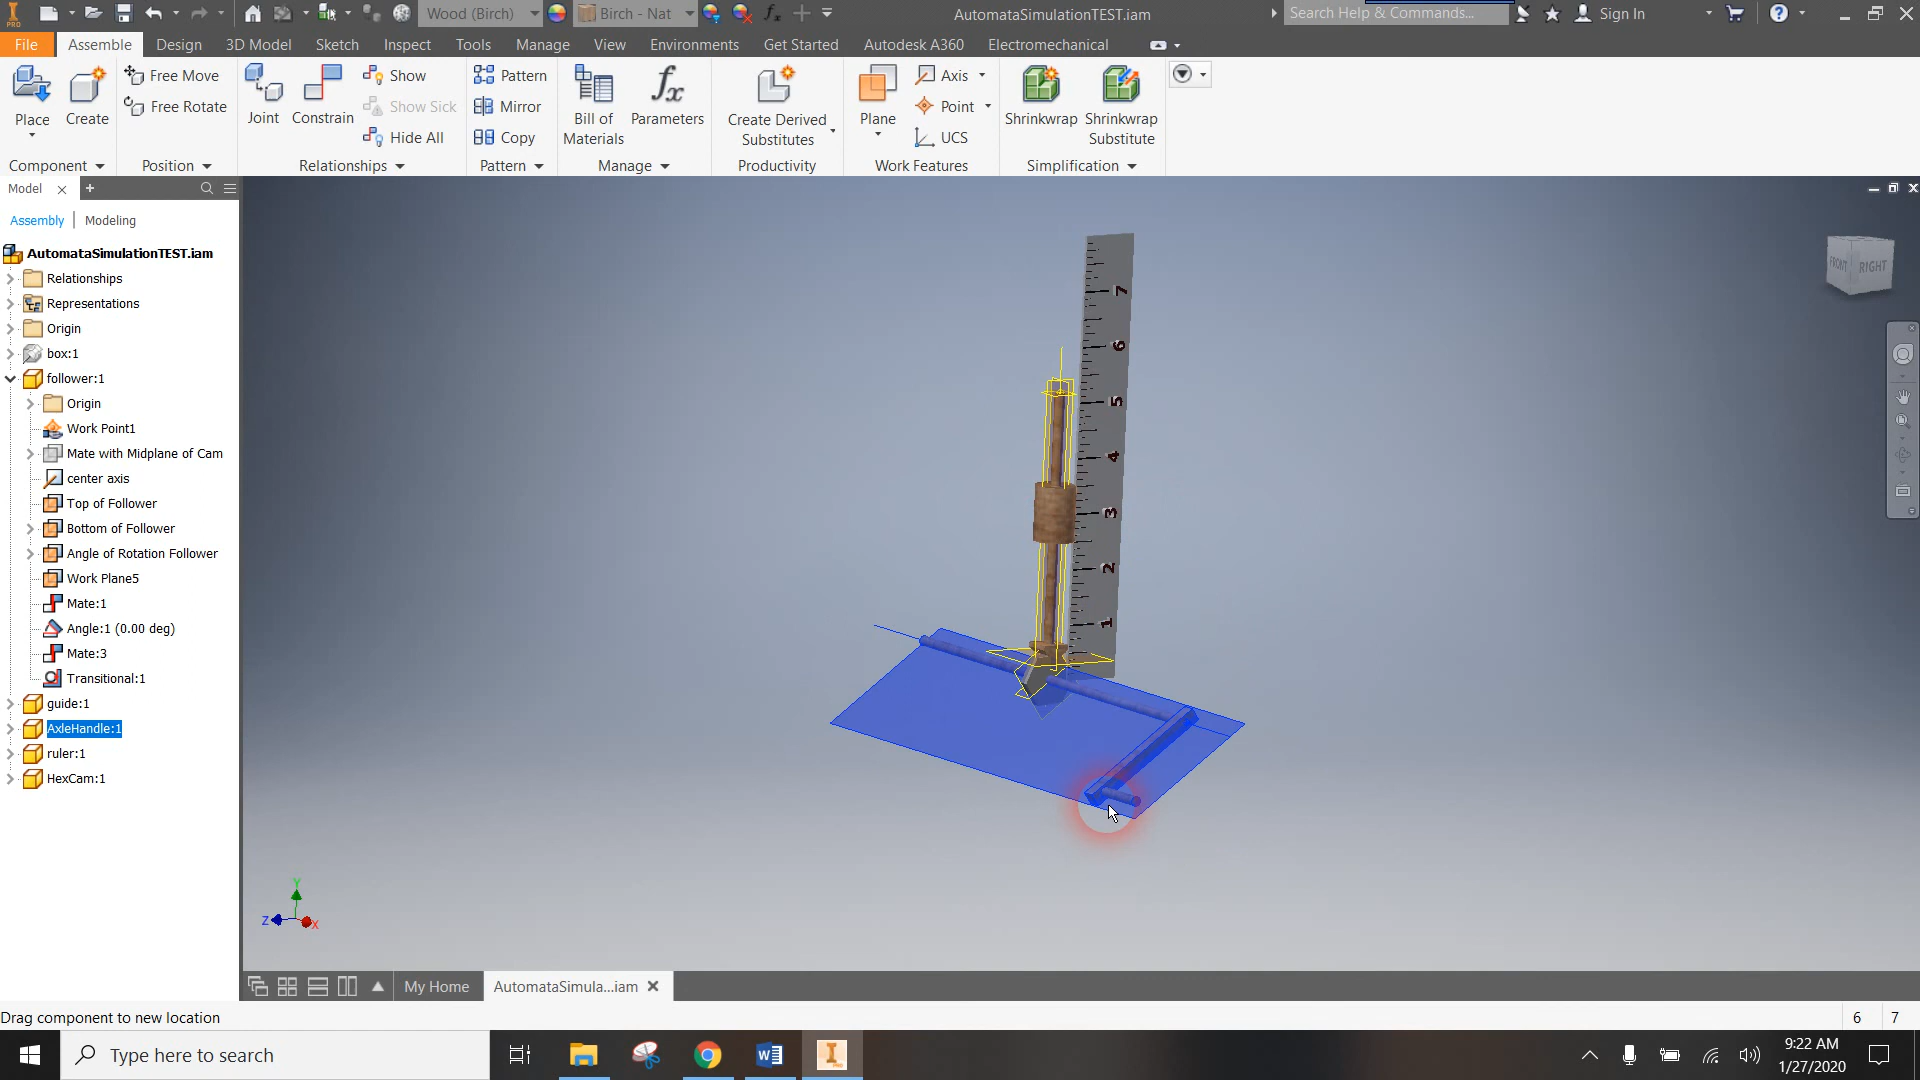 PRO
Wood (Birch)
Birch - Nat
fx
AutomataSimulationTEST.iam
Search Help & Commands...
Sign In
?
File
Assemble
Design
3D Model
Sketch
Inspect
Tools
Manage
View
Environments
Get Started
Autodesk A360
Electromechanical
Place
Create
Free Move
Free Rotate
Joint
Constrain
Show
Show Sick
Hide All
Pattern
Mirror
Copy
Bill of
Materials
fx
Parameters
Create Derived
Substitutes
Plane
Axis
Point
UCS
Shrinkwrap
Shrinkwrap
Substitute
Component
Position
Relationships
Pattern
Manage
Productivity
Work Features
Simplification
Model
+
Assembly
Modeling
AutomataSimulationTEST.iam
Relationships
Representations
Origin
box:1
follower:1
Origin
Work Point1
Mate with Midplane of Cam
center axis
Top of Follower
Bottom of Follower
Angle of Rotation Follower
Work Plane5
Mate:1
Angle:1 (0.00 deg)
Mate:3
Transitional:1
guide:1
AxleHandle:1
ruler:1
HexCam:1
7
6
5
4
3
2
1
FRONT
RIGHT
Y
Z
X
My Home
AutomataSimula...iam
Drag component to new location
6
7
Type here to search
9:22 AM
1/27/2020